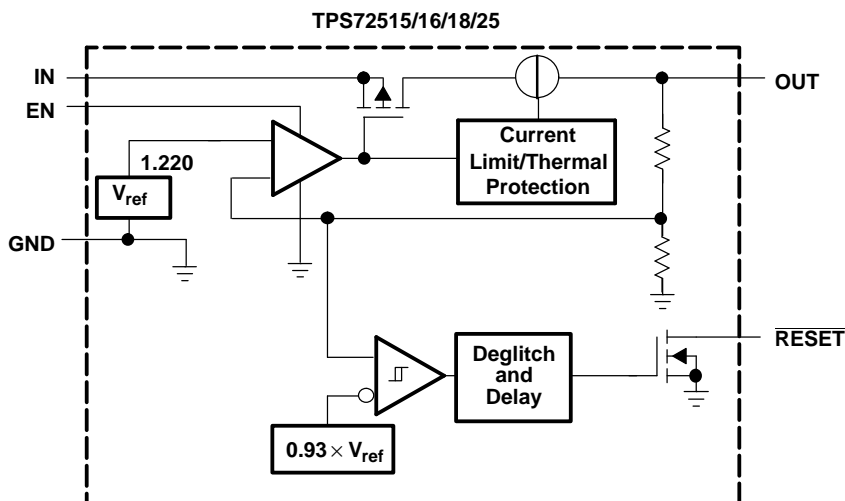 TPS72515/16/18/25
IN
OUT
EN
Current
Limit/Thermal
Protection
1.220
Vref
GND
RESET
Deglitch
and
Delay
0.93 × Vref